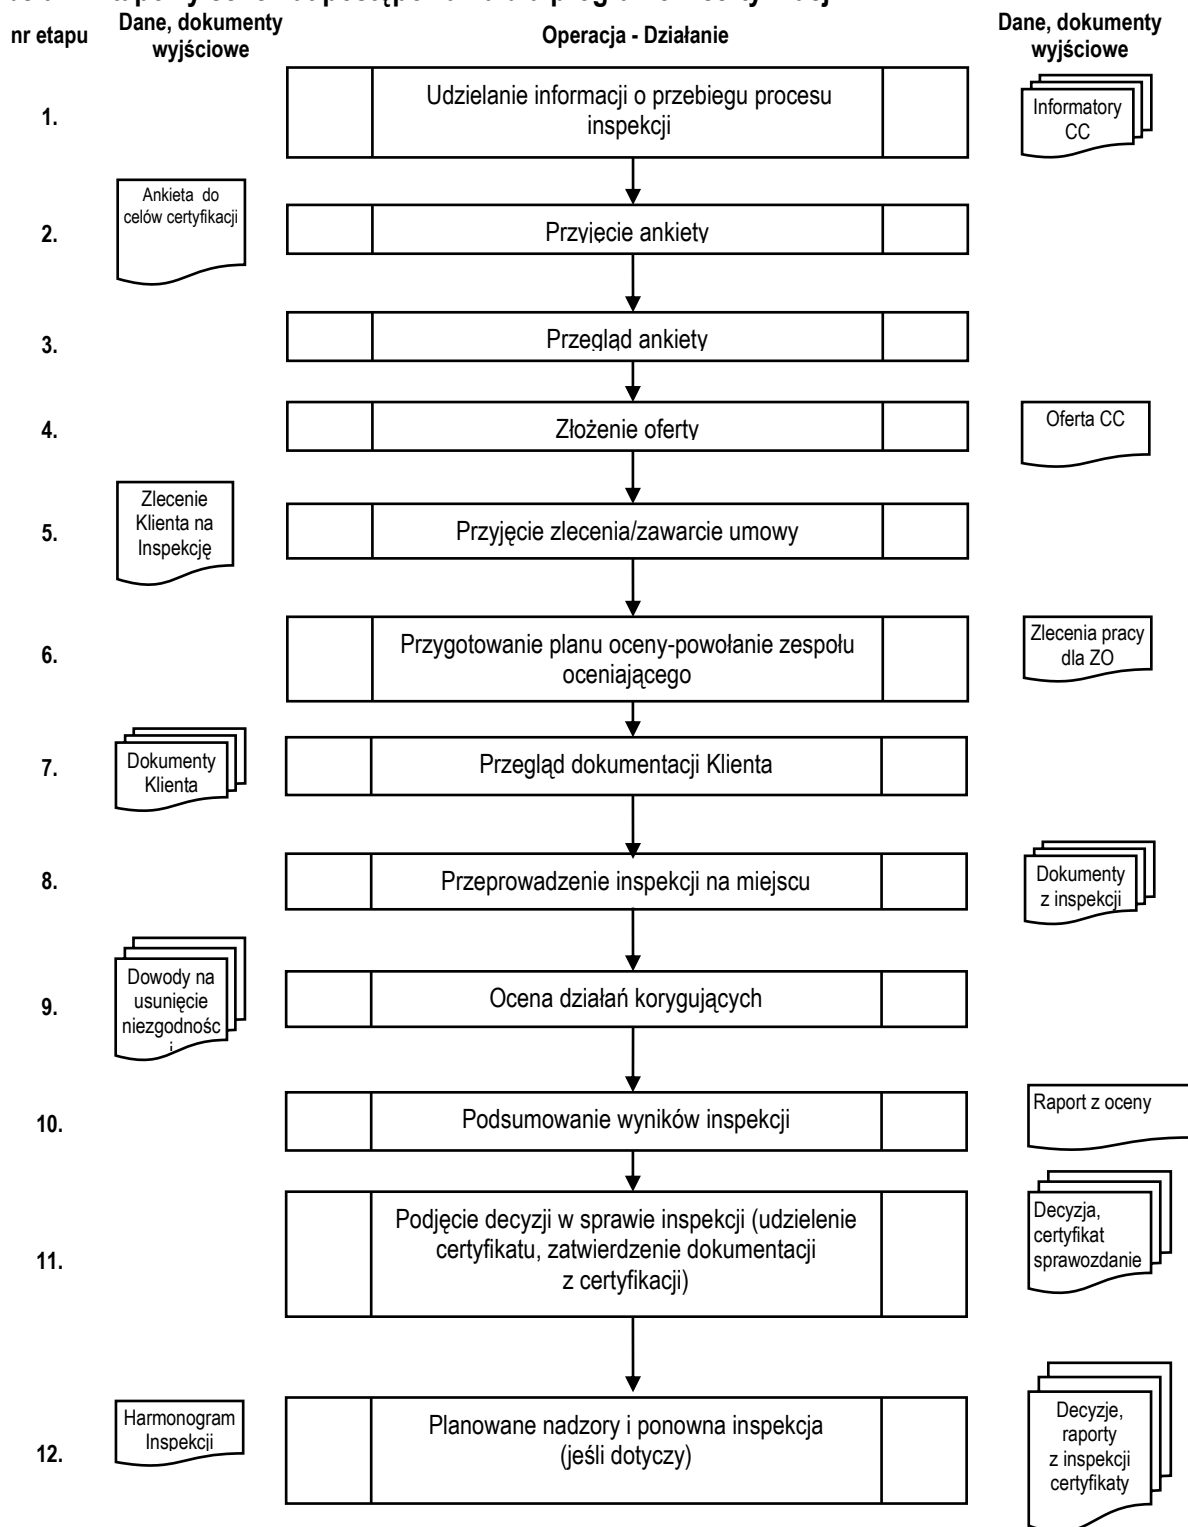 nr etapu
Dane, dokumenty
wyjściowe
Operacja - Działanie
Dane, dokumenty
wyjściowe
1.
Udzielanie informacji o przebiegu procesu
inspekcji
Informatory
CC
Ankieta do
celów certyfikacji
2.
Przyjęcie ankiety
3.
Przegląd ankiety
4.
Złożenie oferty
Oferta CC
Zlecenie
Klienta na
Inspekcję
5.
Przyjęcie zlecenia/zawarcie umowy
6.
Przygotowanie planu oceny-powołanie zespołu
oceniającego
Zlecenia pracy
dla ZO
7.
Dokumenty
Klienta
Przegląd dokumentacji Klienta
8.
Przeprowadzenie inspekcji na miejscu
Dokumenty
z inspekcji
9.
Dowody na
usunięcie
niezgodnośc
i
Ocena działań korygujących
10.
Podsumowanie wyników inspekcji
Raport z oceny
11.
Podjęcie decyzji w sprawie inspekcji (udzielenie
certyfikatu, zatwierdzenie dokumentacji
z certyfikacji)
Decyzja,
certyfikat
sprawozdanie
12.
Harmonogram
Inspekcji
Planowane nadzory i ponowna inspekcja
(jeśli dotyczy)
Decyzje,
raporty
z inspekcji
certyfikaty